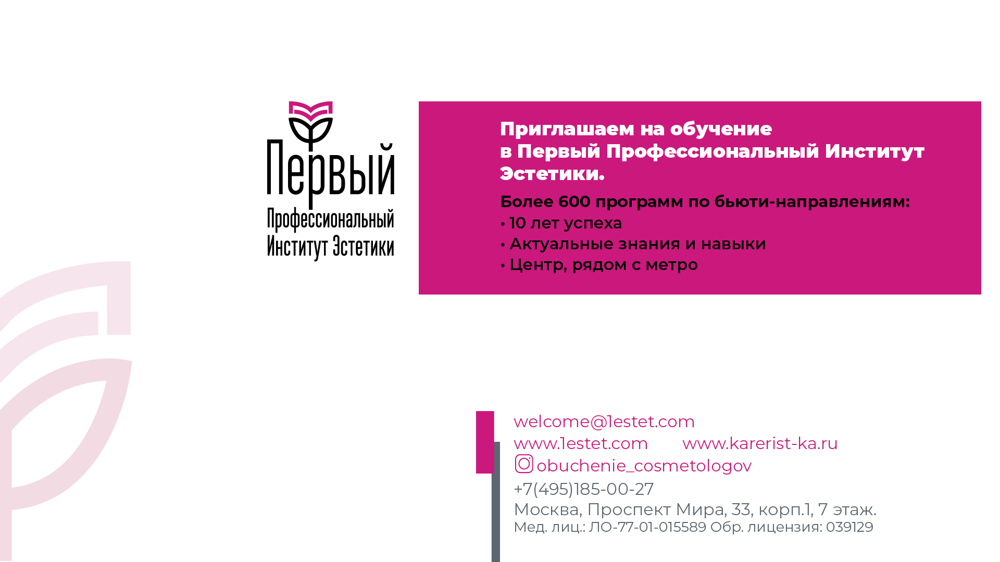 Первый
Профессиональный
Институт Эстетики
Приглашаем на обучение
в Первый Профессиональный Институт
Эстетики.
Более 600 программ по бьюти-направлениям:
• 10 лет успеха
• Актуальные знания и навыки
• Центр, рядом с метро
welcome@1estet.com
www.1estet.com www.karerist-ka.ru
obuchenie_cosmetologov
+7(495)185-00-27
Москва, Проспект Мира, 33, корп.1, 7 этаж.
Мед. лиц.: ЛО-77-01-015589 Обр. лицензия: 039129